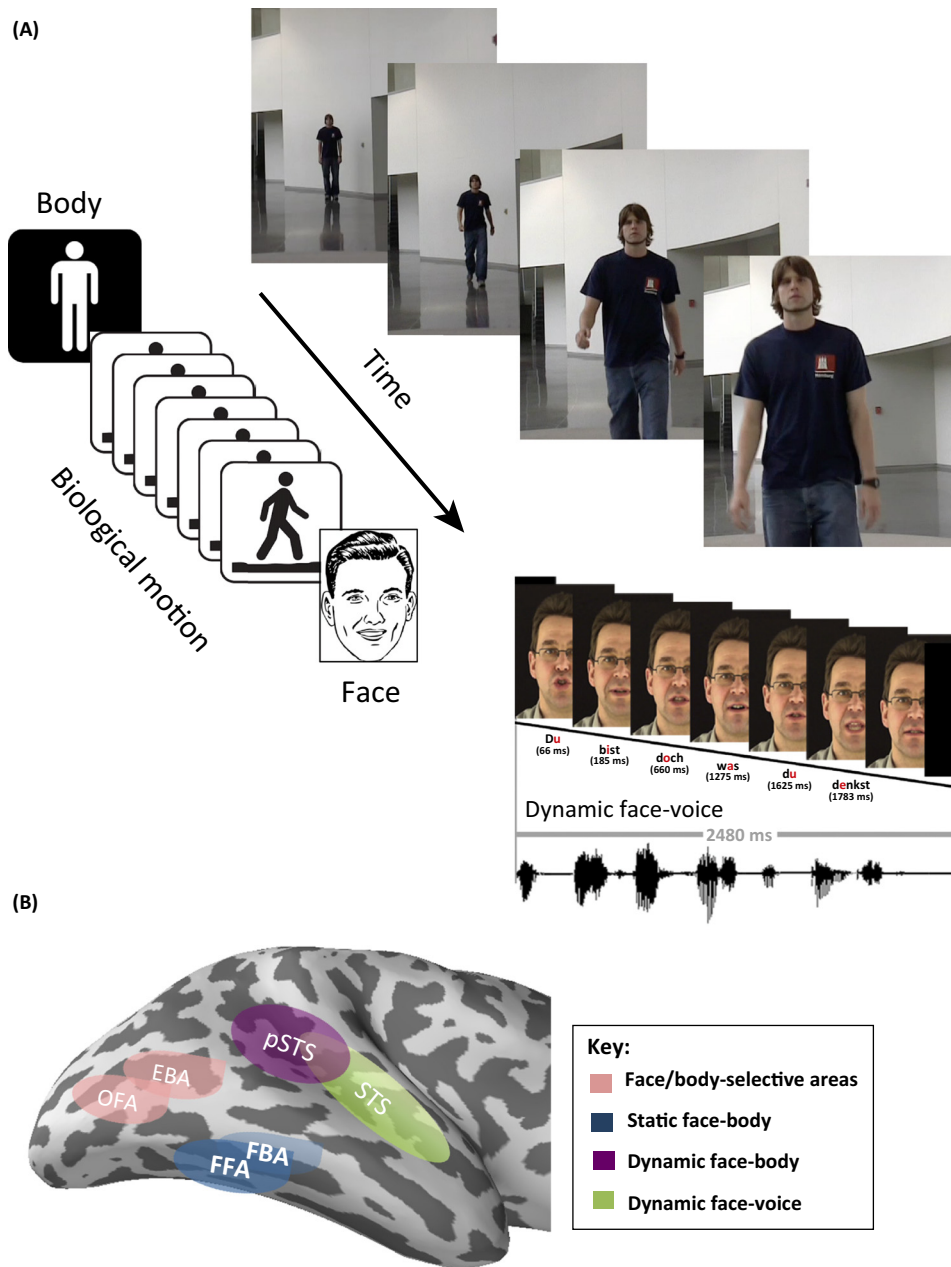 (A)
Body
Time
Biological motion
Face
Du
(66 ms)
bist
(185 ms)
doch
(660 ms)
was
(1275 ms)
du
(1625 ms)
denkst
(1783 ms)
Dynamic face-voice
2480 ms
(B)
pSTS
STS
EBA
OFA
FBA
FFA
Key:
Face/body-selective areas
Static face-body
Dynamic face-body
Dynamic face-voice